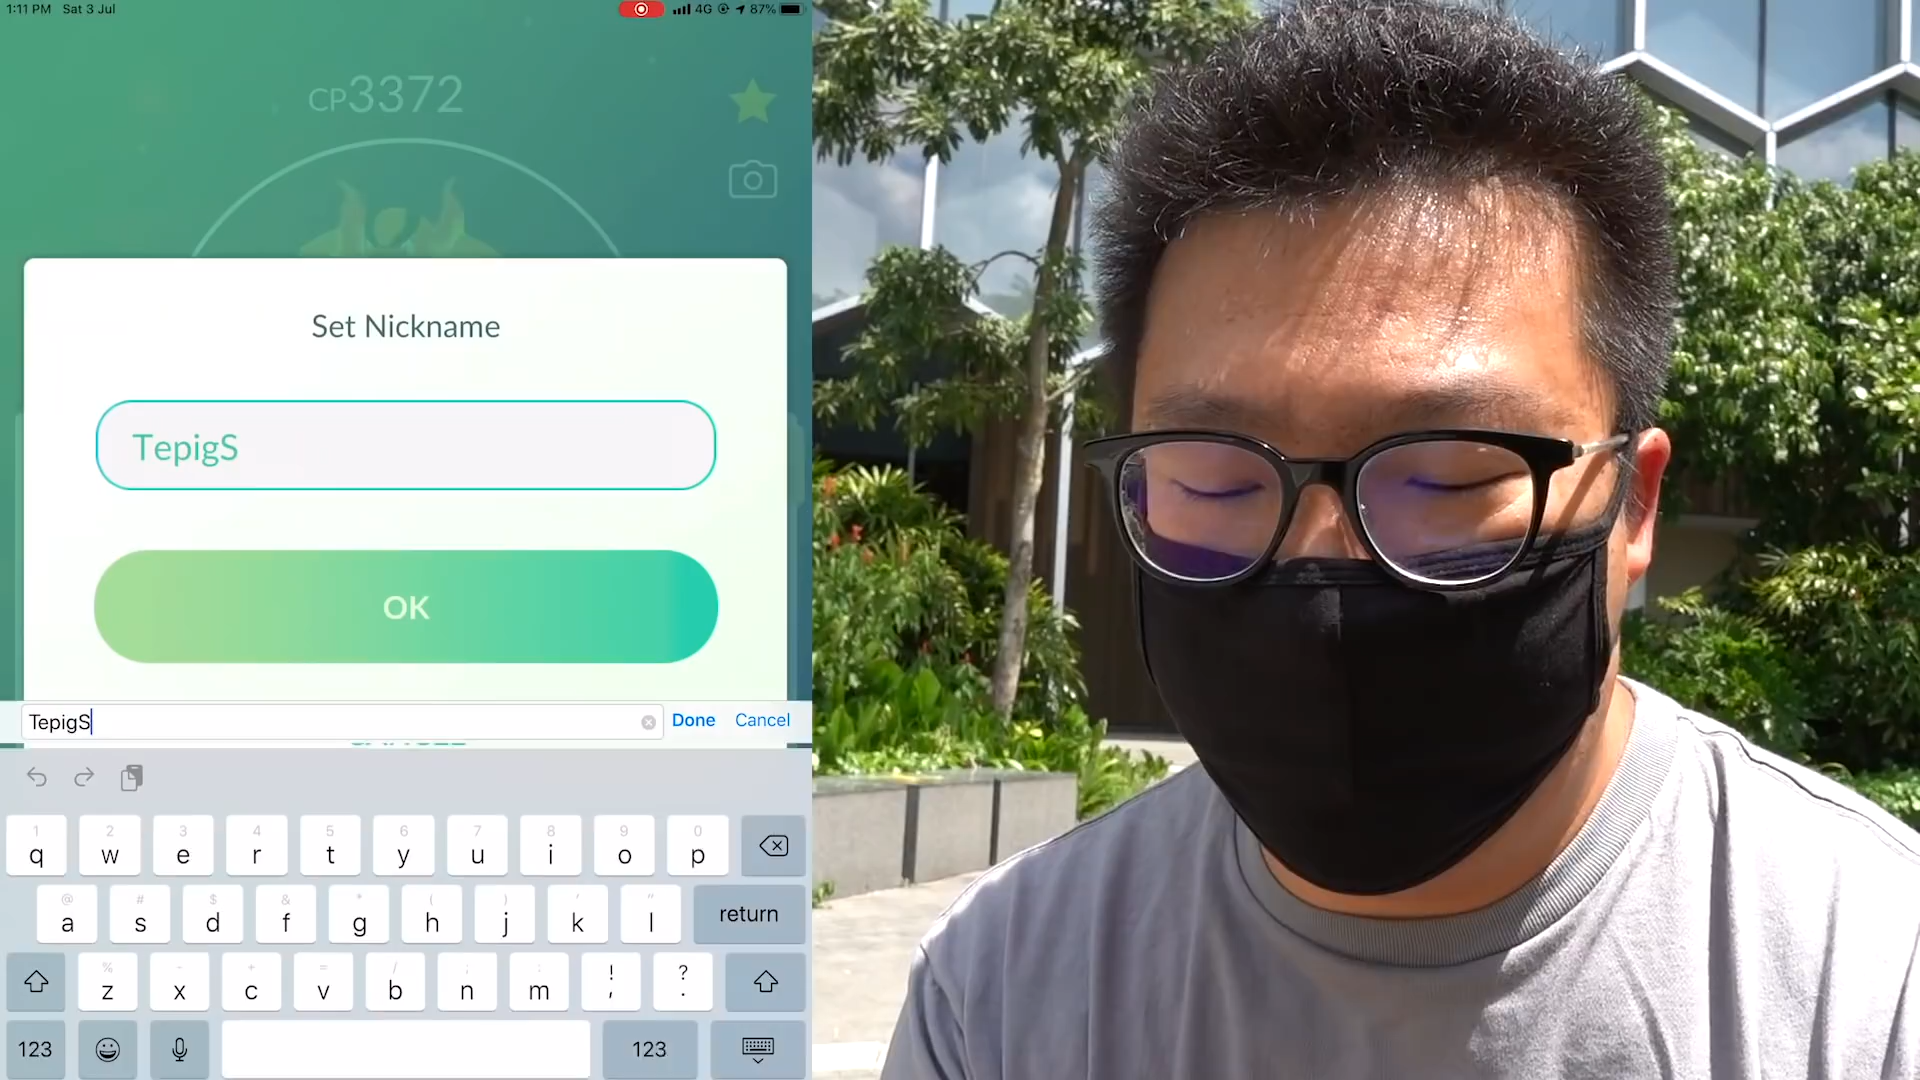 1:11 PM Sat 3 Jul
4G 87%
CP3372
Set Nickname
TepigS
OK
TepigS
Done Cancel
1 2 3 4 5 6 7 8 9 0
q w e r t y u i o p
@ # $ & * ( ) ' "
a s d f g h j k l return
% - + = / ; :
z x c v b n m ! , ? .
123 123